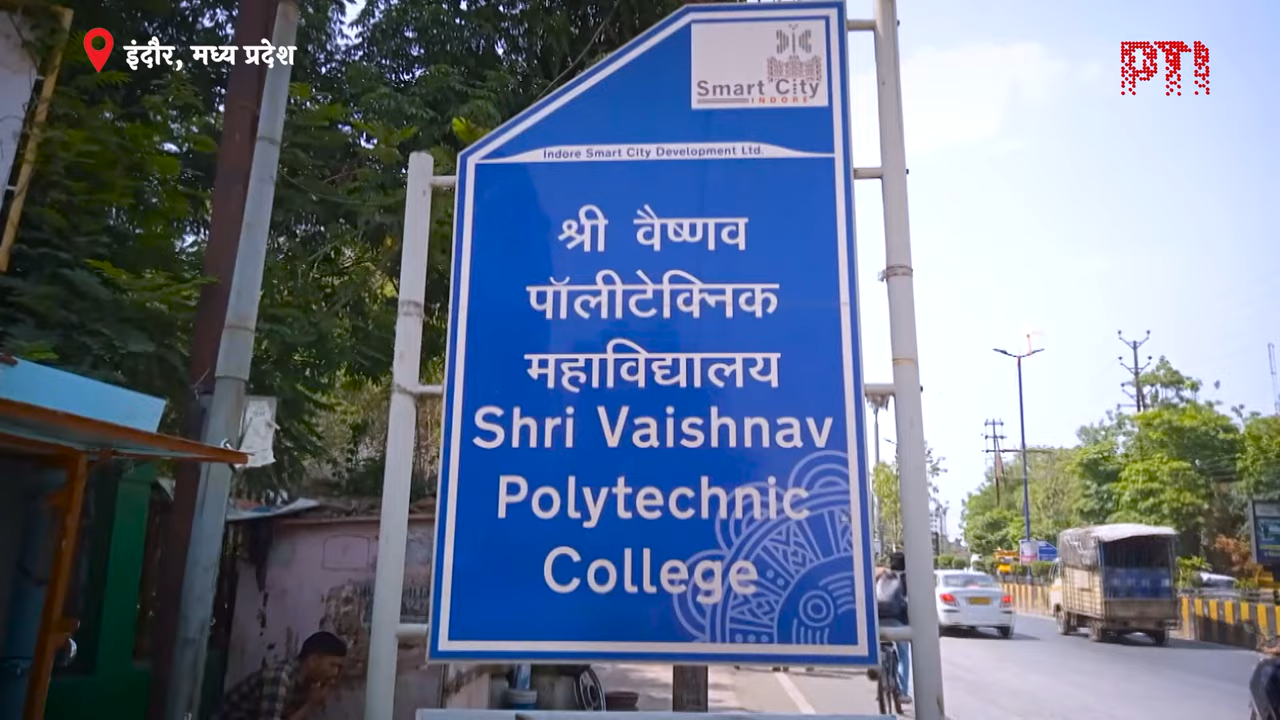 इंदौर, मध्य प्रदेश
PTI
Smart City
INDORE
Indore Smart City Development Ltd.
श्री वैष्णव
पॉलीटेक्निक
महाविद्यालय
Shri Vaishnav
Polytechnic
College